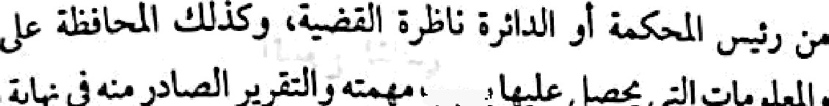 من رئيس المحكمة أو الدائرة ناظرة القضية، وكذلك المحافظة على
والمعلومات التي يحصل عليها مهمته والتقرير الصادر منه في نهاية